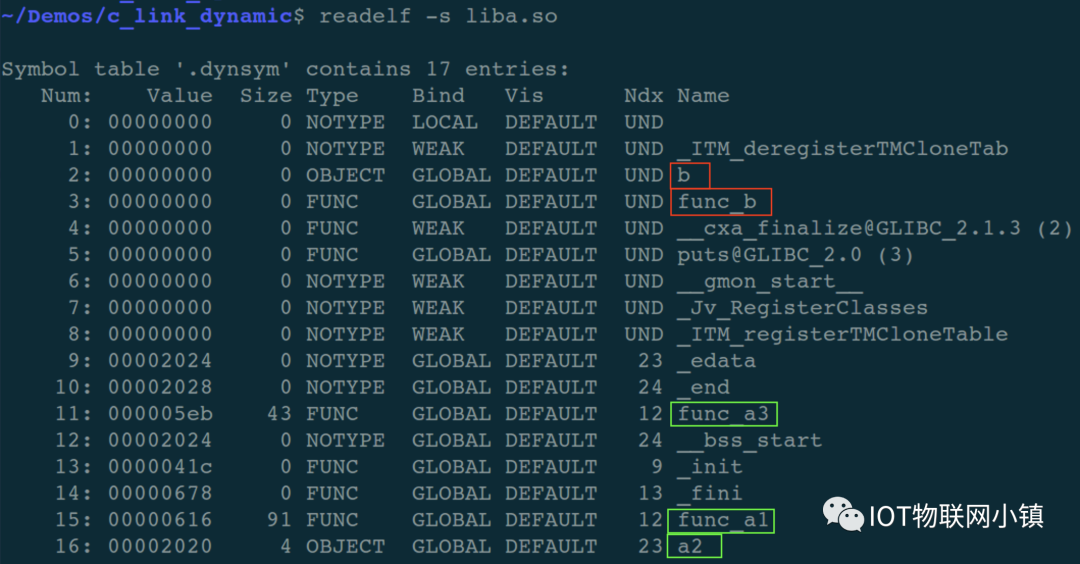 ~/Demos/c_link_dynamic$ readelf -s liba.so
Symbol table '.dynsym' contains 17 entries:
Num: Value Size Type Bind Vis Ndx Name
0: 00000000 0 NOTYPE LOCAL DEFAULT UND
1: 00000000 0 NOTYPE WEAK DEFAULT UND _ITM_deregisterTMCloneTab
2: 00000000 0 OBJECT GLOBAL DEFAULT UND b
3: 00000000 0 FUNC GLOBAL DEFAULT UND func_b
4: 00000000 0 FUNC WEAK DEFAULT UND __cxa_finalize@GLIBC_2.1.3 (2)
5: 00000000 0 FUNC GLOBAL DEFAULT UND puts@GLIBC_2.0 (3)
6: 00000000 0 NOTYPE WEAK DEFAULT UND __gmon_start__
7: 00000000 0 NOTYPE WEAK DEFAULT UND _Jv_RegisterClasses
8: 00000000 0 NOTYPE WEAK DEFAULT UND _ITM_registerTMCloneTable
9: 00002024 0 NOTYPE GLOBAL DEFAULT 23 _edata
10: 00002028 0 NOTYPE GLOBAL DEFAULT 24 _end
11: 000005eb 43 FUNC GLOBAL DEFAULT 12 func_a3
12: 00002024 0 NOTYPE GLOBAL DEFAULT 24 __bss_start
13: 0000041c 0 FUNC GLOBAL DEFAULT 9 _init
14: 00000678 0 FUNC GLOBAL DEFAULT 13 _fini
15: 00000616 91 FUNC GLOBAL DEFAULT 12 func_a1
16: 00002020 4 OBJECT GLOBAL DEFAULT 23 a2
IOT物联网小镇